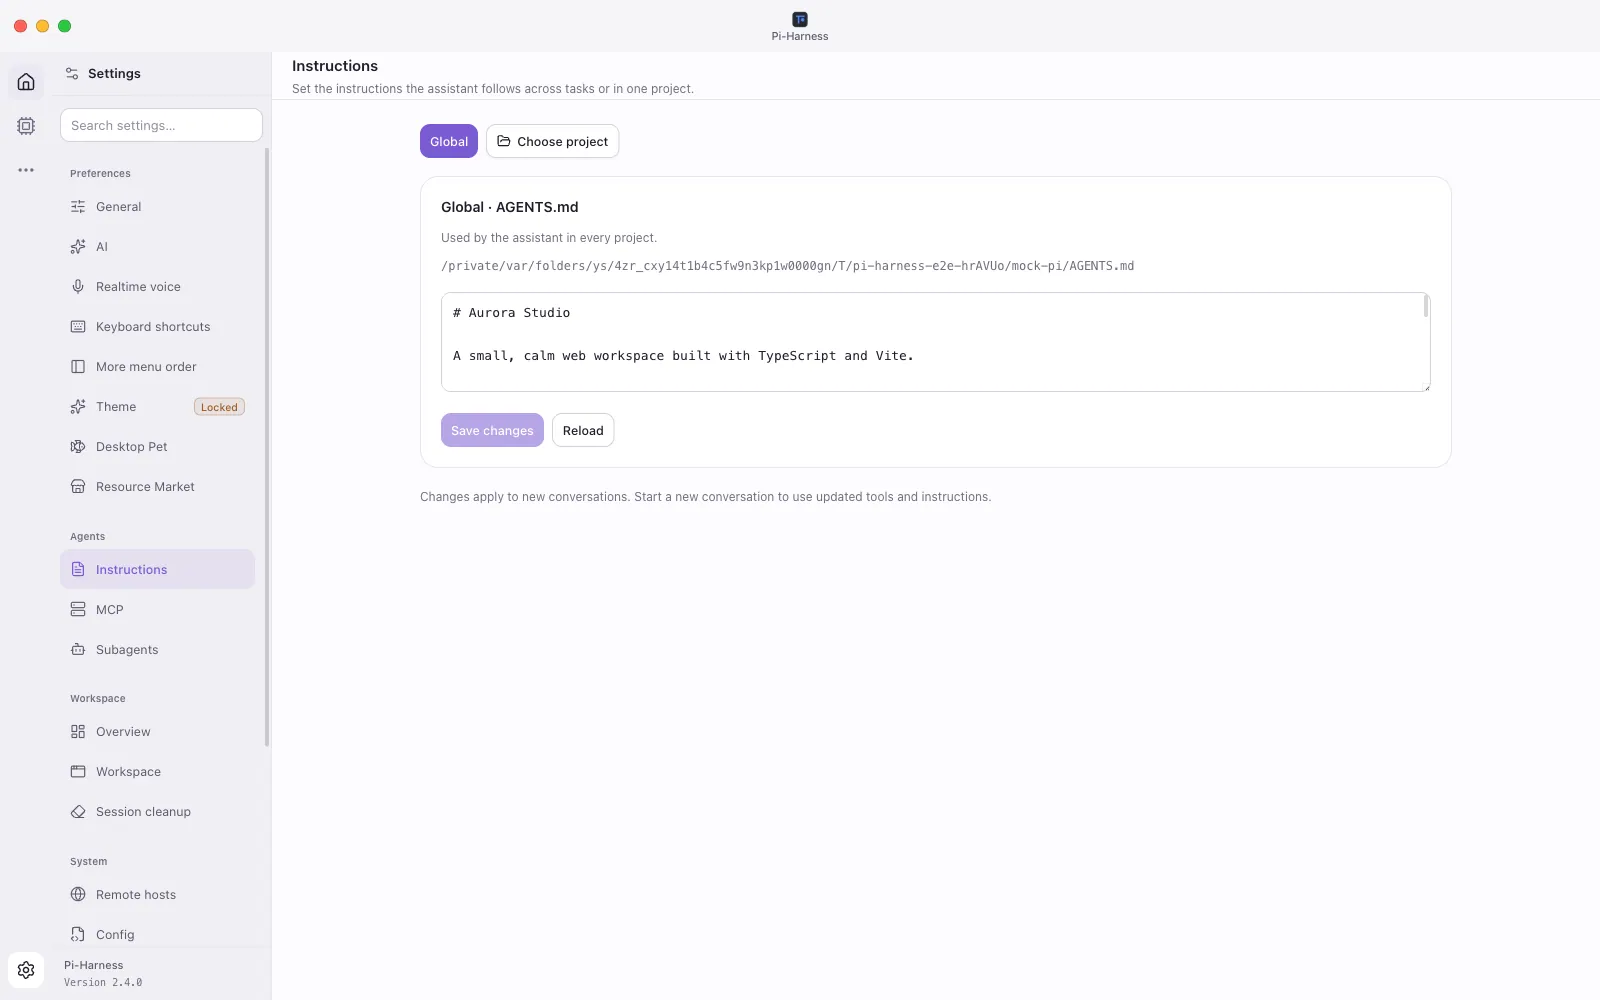 Pi-Harness
Settings
Search settings...
Preferences
General
AI
Realtime voice
Keyboard shortcuts
More menu order
Theme
Locked
Desktop Pet
Resource Market
Agents
Instructions
MCP
Subagents
Workspace
Overview
Workspace
Session cleanup
System
Remote hosts
Config
Pi-Harness
Version 2.4.0
Instructions
Set the instructions the assistant follows across tasks or in one project.
Global
Choose project
Global · AGENTS.md
Used by the assistant in every project.
/private/var/folders/ys/4zr_cxy14t1b4c5fw9n3kp1w0000gn/T/pi-harness-e2e-hrAVUo/mock-pi/AGENTS.md
# Aurora Studio
A small, calm web workspace built with TypeScript and Vite.
Save changes
Reload
Changes apply to new conversations. Start a new conversation to use updated tools and instructions.